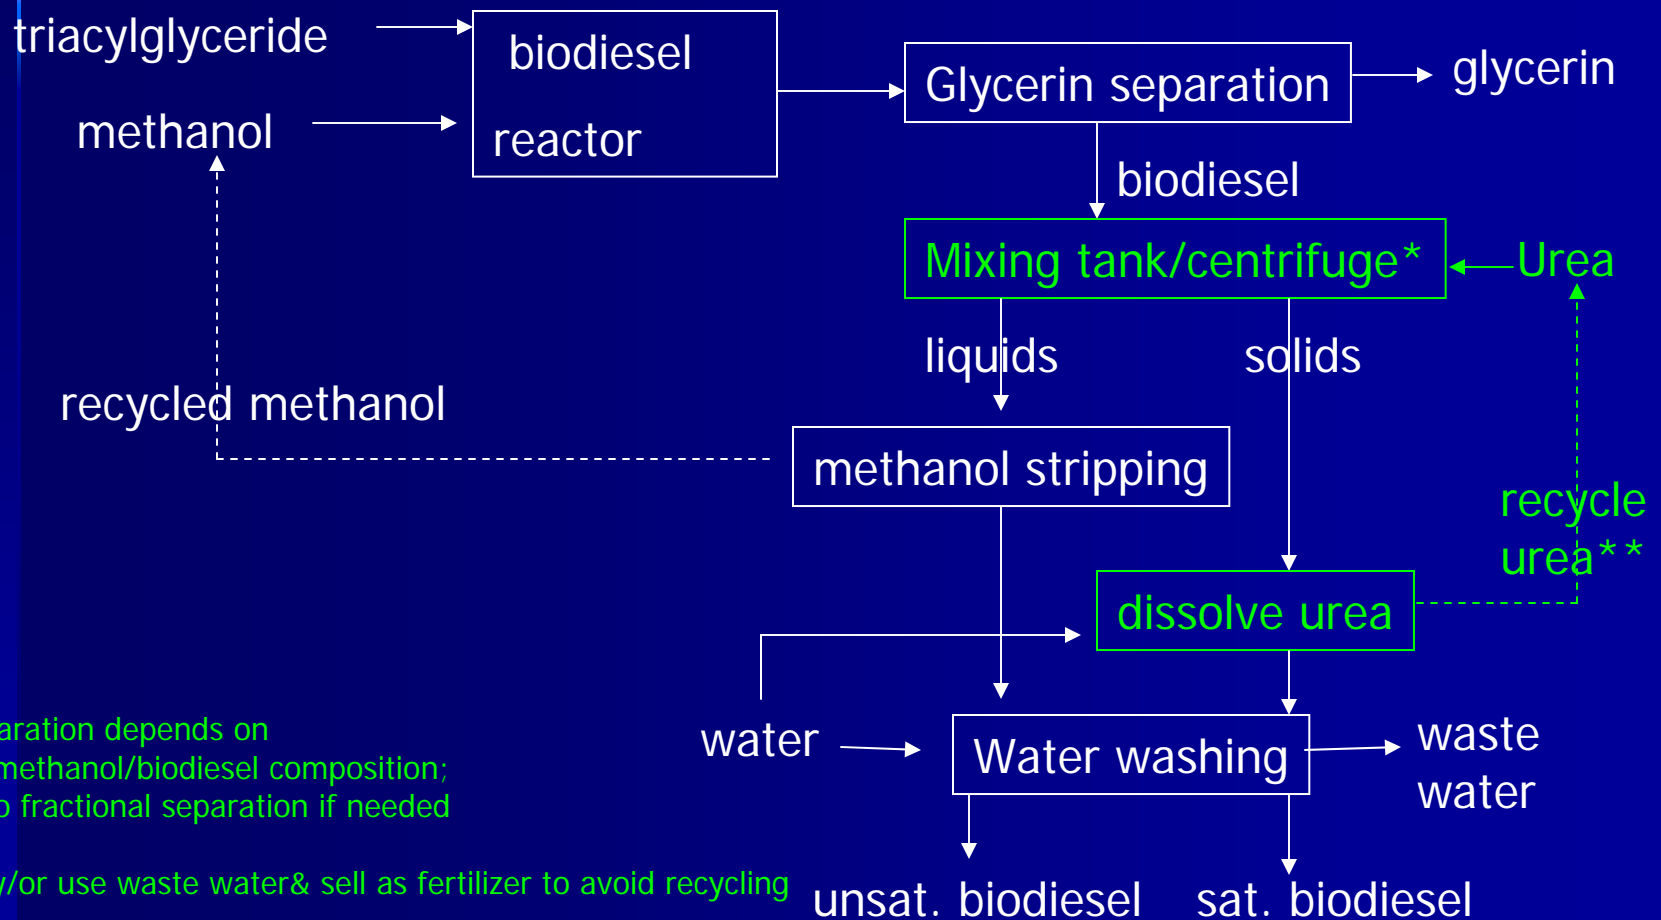 triacylglyceride
biodiesel
reactor
methanol
Glycerin separation
glycerin
biodiesel
Mixing tank/centrifuge*
Urea
liquids
solids
recycled methanol
methanol stripping
recycle
urea**
dissolve urea
water
Water washing
waste
water
depends on
methanol/biodiesel composition;
fractional separation if needed
/or use waste water& sell as fertilizer to avoid recycling
unsat. biodiesel
sat. biodiesel